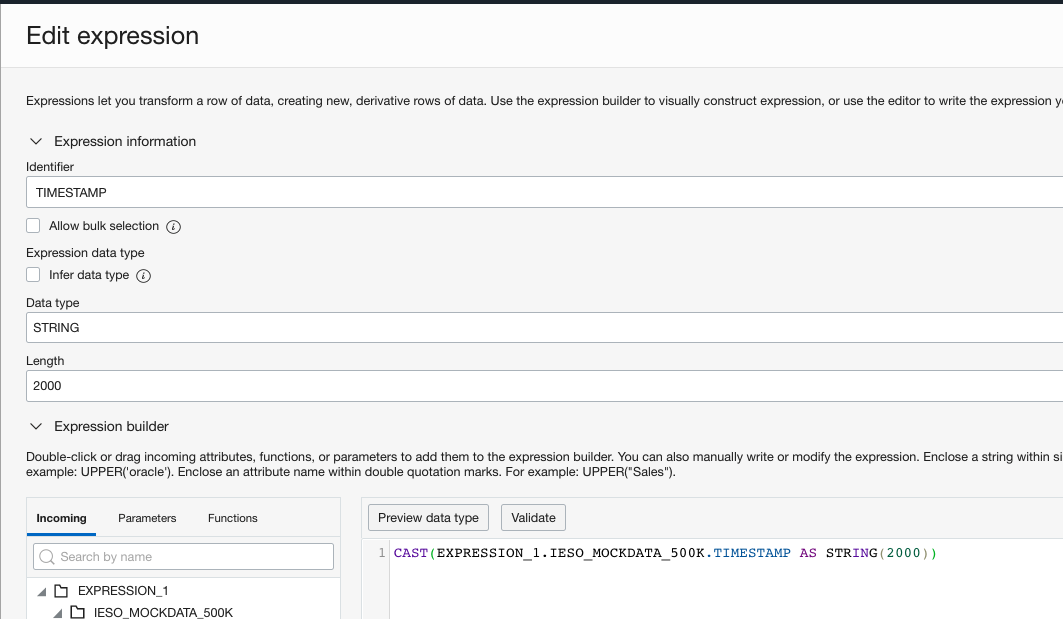 Edit expression
Expressions let you transform a row of data, creating new, derivative rows of data. Use the expression builder to visually construct expression, or use the editor to write the expression
Expression information
Identifier
TIMESTAMP
Allow bulk selection
Expression data type
Infer data type
Data type
STRING
Length
2000
Expression builder
Double-click or drag incoming attributes, functions, or parameters to add them to the expression builder. You can also manually write or modify the expression. Enclose a string within
example: UPPER('oracle'). Enclose an attribute name within double quotation marks. For example: UPPER("Sales").
Incoming Parameters Functions
Preview data type Validate
Search by name
1 CAST(EXPRESSION_1.IESO_MOCKDATA_500K.TIMESTAMP AS STRING(2000))
EXPRESSION_1
IESO_MOCKDATA_500K